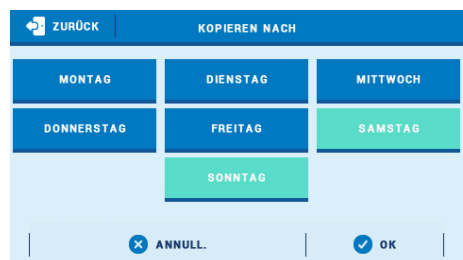 ZURÜCK KOPIEREN NACH
MONTAG DIENSTAG MITTWOCH
DONNERSTAG FREITAG SAMSTAG
SONNTAG
ANNULL. OK